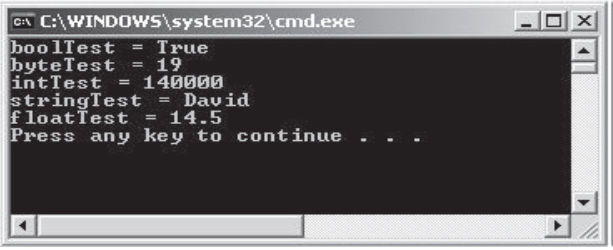 C:\WINDOWS\system32\cmd.exe
boolTest = True
byteTest = 19
intTest = 140000
stringTest = David
floatTest = 14.5
Press any key to continue . . .